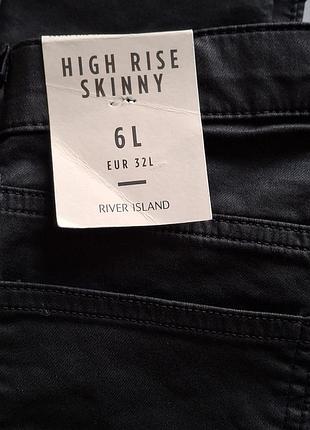 HIGH RISE
SKINNY
6L
EUR 32L
RIVER ISLAND